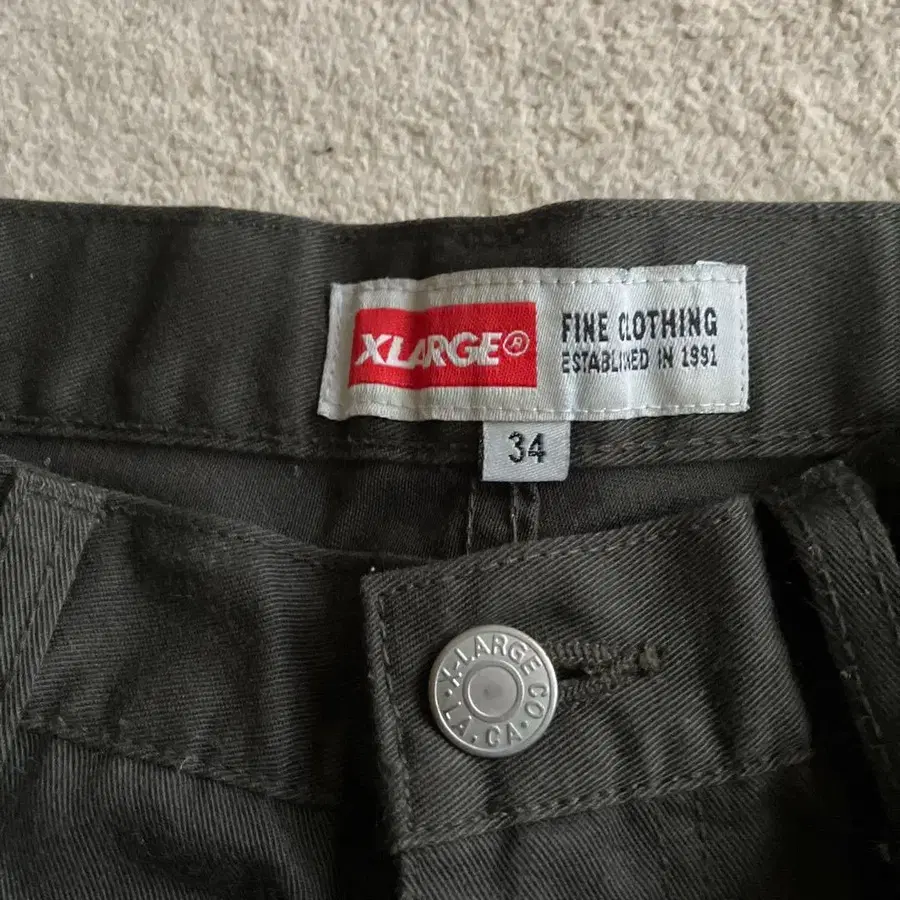 XLARGE®
FINE CLOTHING
ESTABLISHED IN 1991
34
X-LARGE CO
LA. CA.